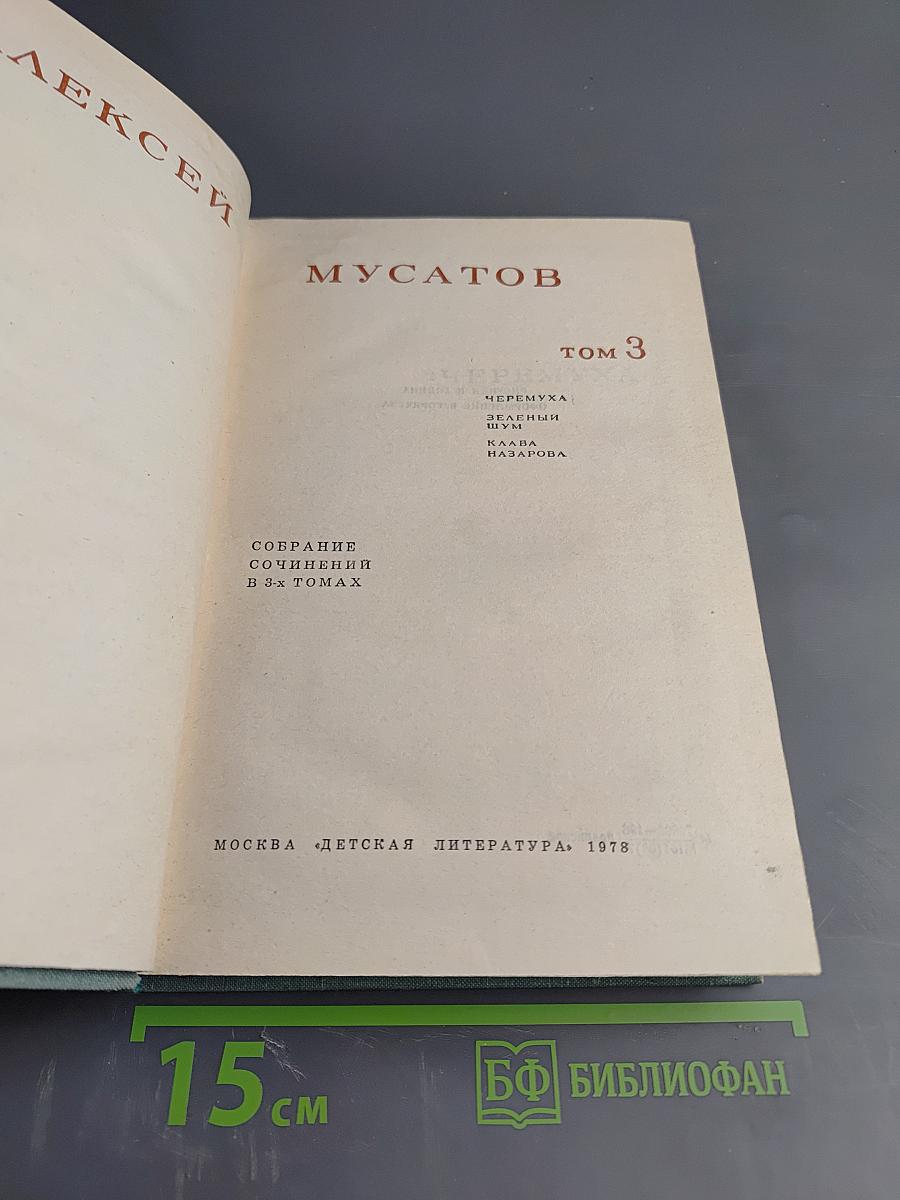 АЛЕКСЕЙ
МУСАТОВ
ТОМ 3
ЧЕРЕМУХА
ЗЕЛЕНЫЙ
ШУМ
КЛАВА
НАЗАРОВА
СОБРАНИЕ
СОЧИНЕНИЙ
В 3-х ТОМАХ
МОСКВА «ДЕТСКАЯ ЛИТЕРАТУРА» 1978
15 см
БФ БИБЛИОФАН